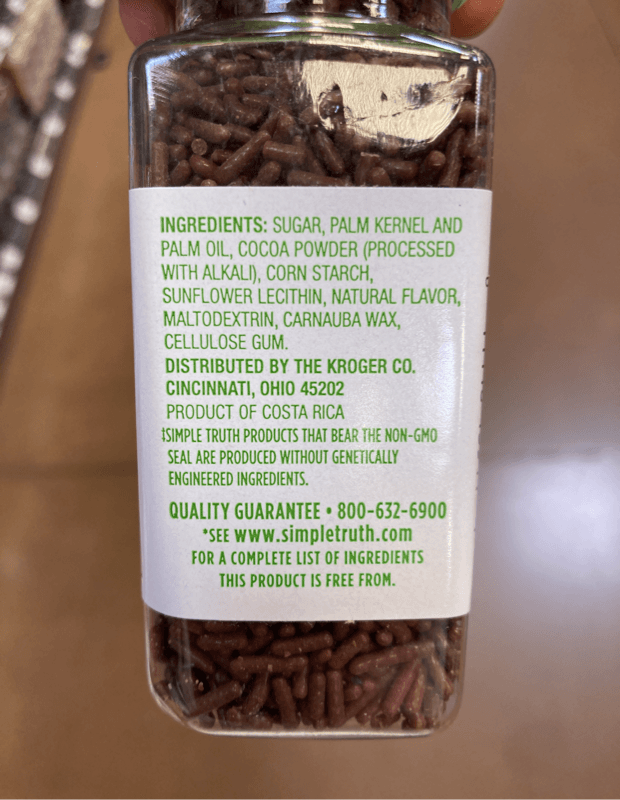 INGREDIENTS: SUGAR, PALM KERNEL AND
PALM OIL, COCOA POWDER (PROCESSED
WITH ALKALI), CORN STARCH,
SUNFLOWER LECITHIN, NATURAL FLAVOR,
MALTODEXTRIN, CARNAUBA WAX,
CELLULOSE GUM.
DISTRIBUTED BY THE KROGER CO.
CINCINNATI, OHIO 45202
PRODUCT OF COSTA RICA
‡SIMPLE TRUTH PRODUCTS THAT BEAR THE NON-GMO
SEAL ARE PRODUCED WITHOUT GENETICALLY
ENGINEERED INGREDIENTS.
QUALITY GUARANTEE • 800-632-6900
*SEE www.simpletruth.com
FOR A COMPLETE LIST OF INGREDIENTS
THIS PRODUCT IS FREE FROM.